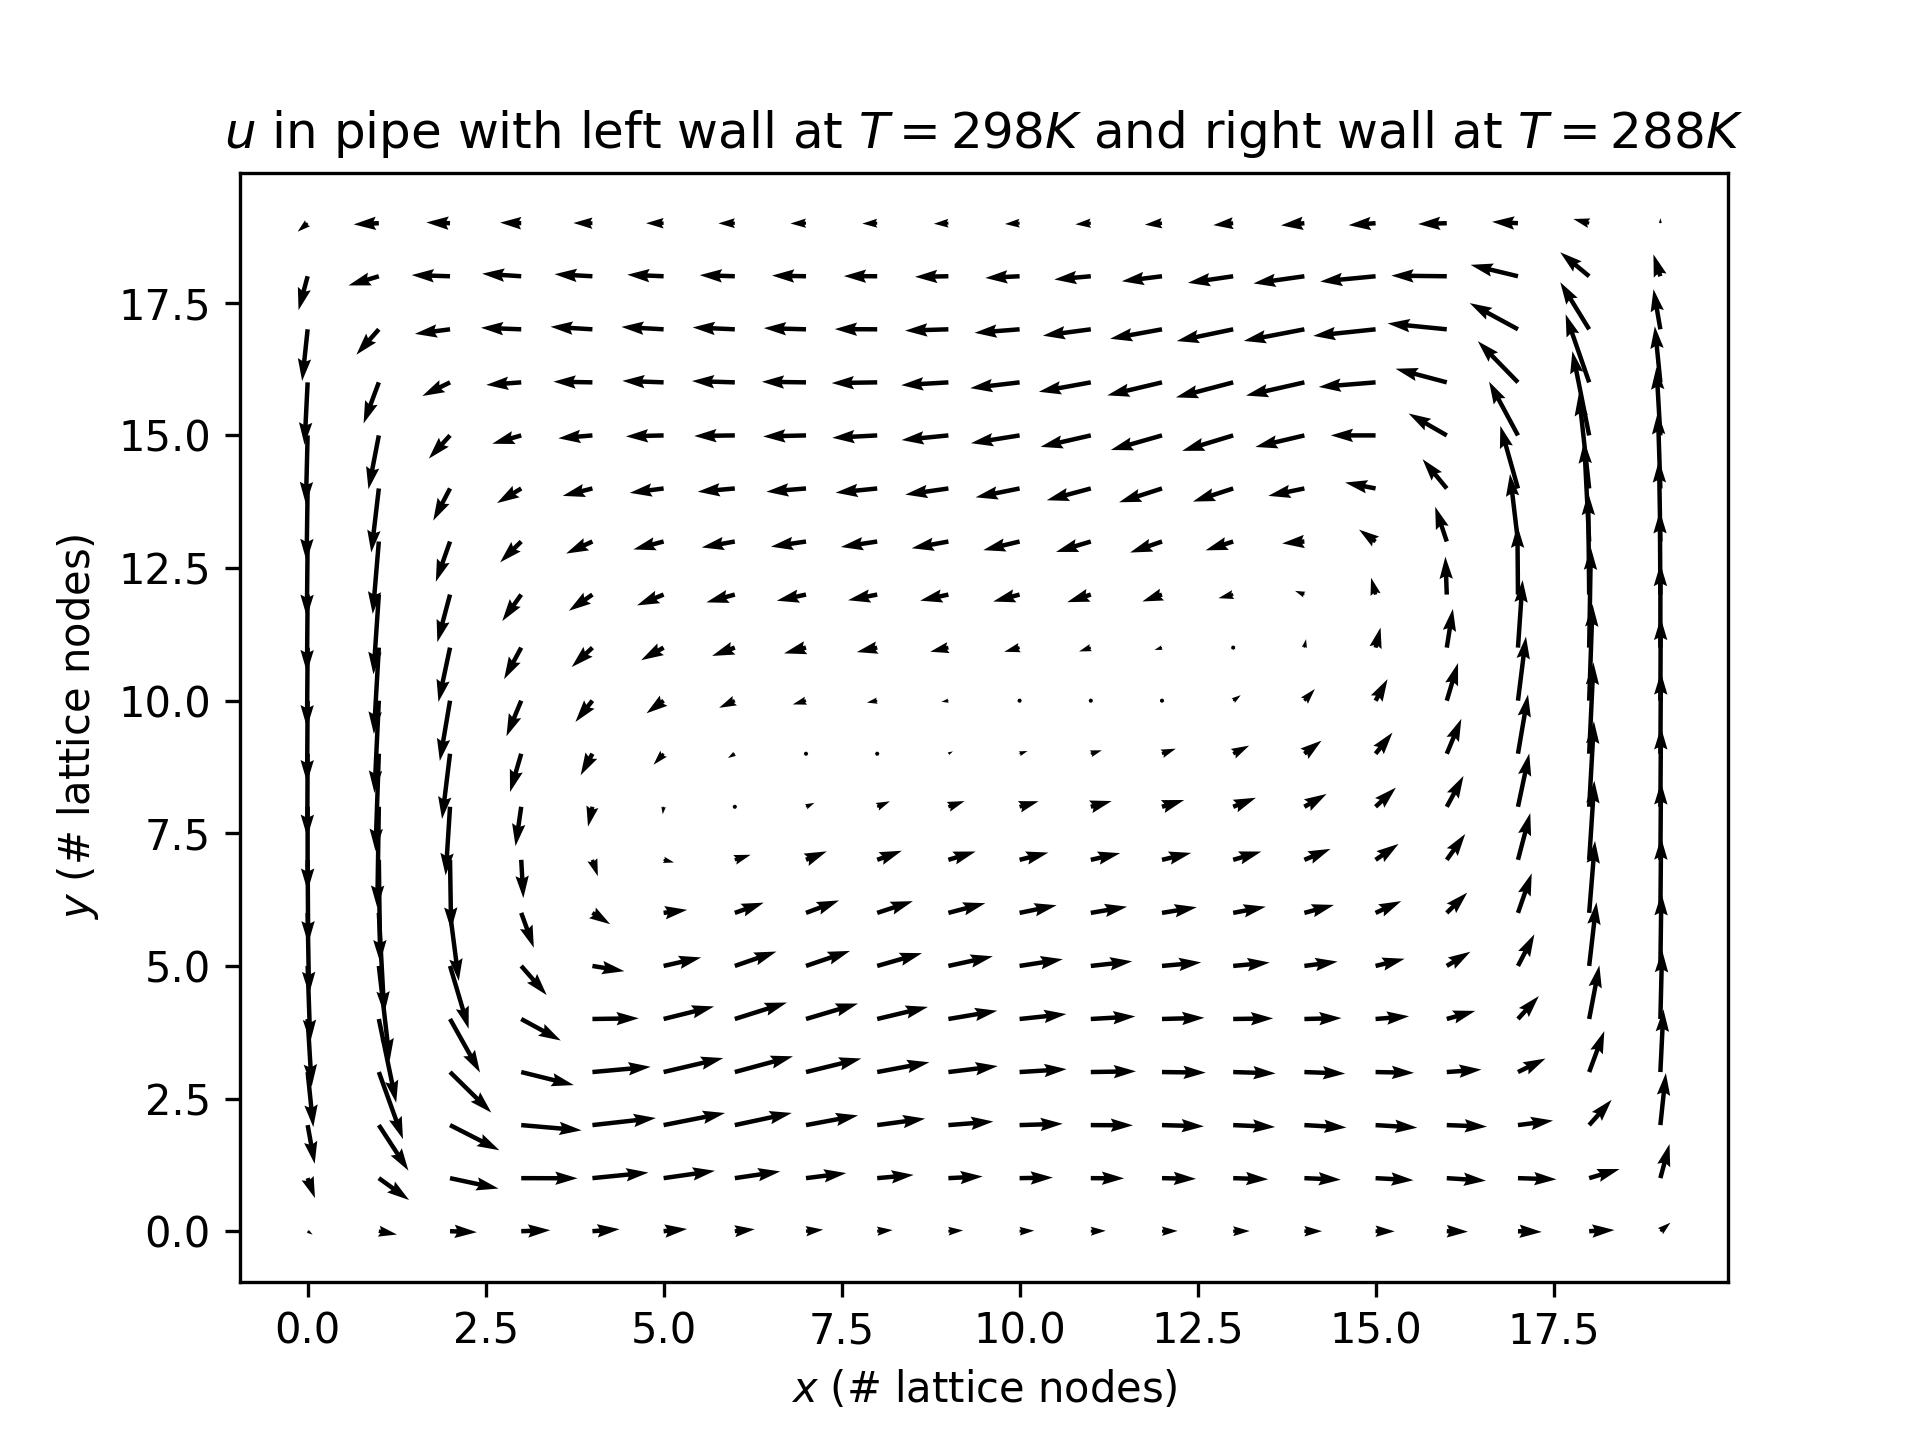 u in pipe with left wall at T = 298K and right wall at T = 288K
17.5
15.0
12.5
10.0
7.5
5.0
2.5
0.0
y (# lattice nodes)
0.0 2.5 5.0 7.5 10.0 12.5 15.0 17.5
x (# lattice nodes)